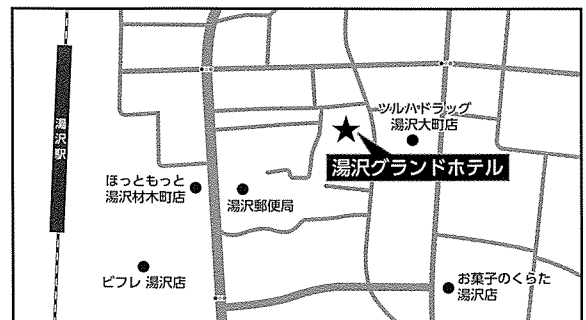 湯沢駅
ツルハドラッグ
湯沢大町店
湯沢グランドホテル
ほっともっと
湯沢材木町店
湯沢郵便局
ビフレ 湯沢店
お菓子のくらた
湯沢店